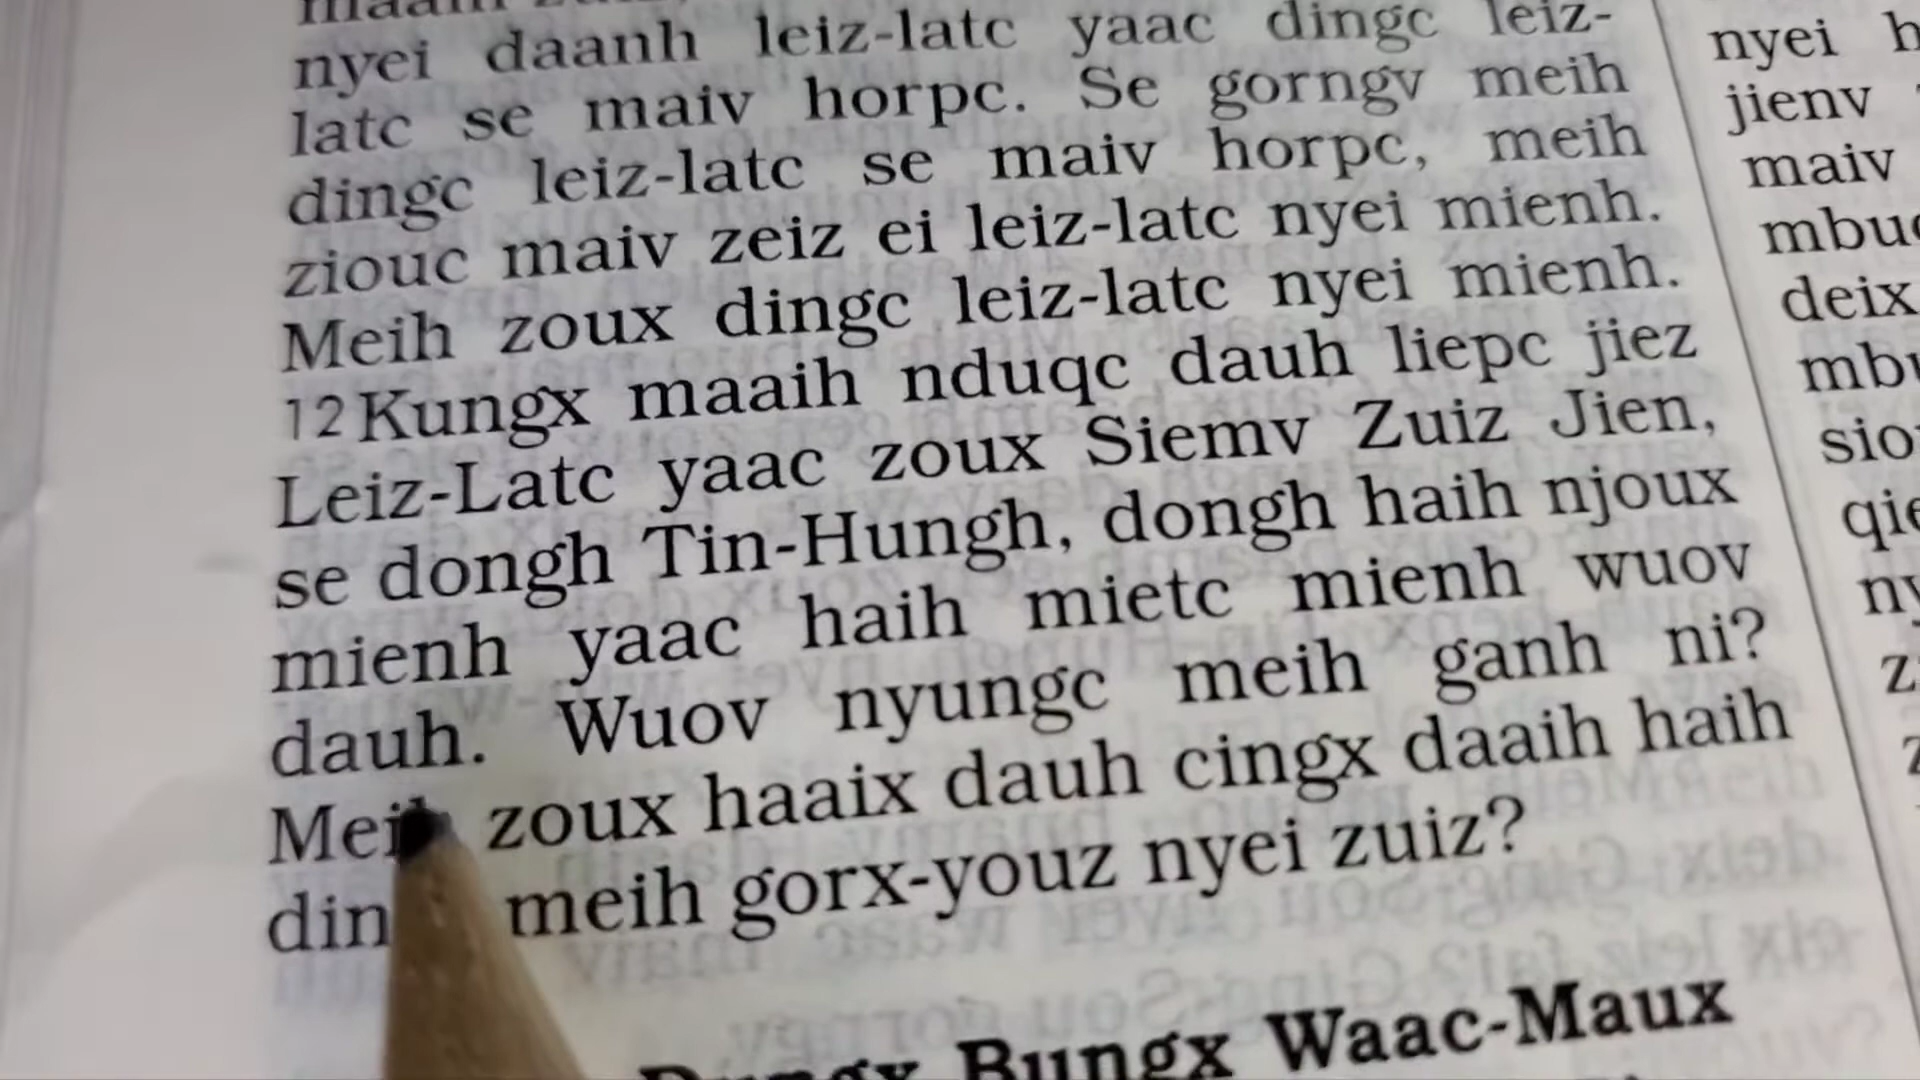 nyei daanh leiz-latc yaac dingc leiz-
latc se maiv horpc. Se gorngv meih
dingc leiz-latc se maiv horpc, meih
ziouc maiv zeiz ei leiz-latc nyei mienh.
Meih zoux dingc leiz-latc nyei mienh.
12 Kungx maaih nduqc dauh liepc jiez
Leiz-Latc yaac zoux Siemv Zuiz Jien,
se dongh Tin-Hungh, dongh haih njoux
mienh yaac haih mietc mienh wuov
dauh. Wuov nyungc meih ganh ni?
Meih zoux haaix dauh cingx daaih haih
meih gorx-youz nyei zuiz?
Bungx Waac-Maux
nyei
jienv
maiv
deix